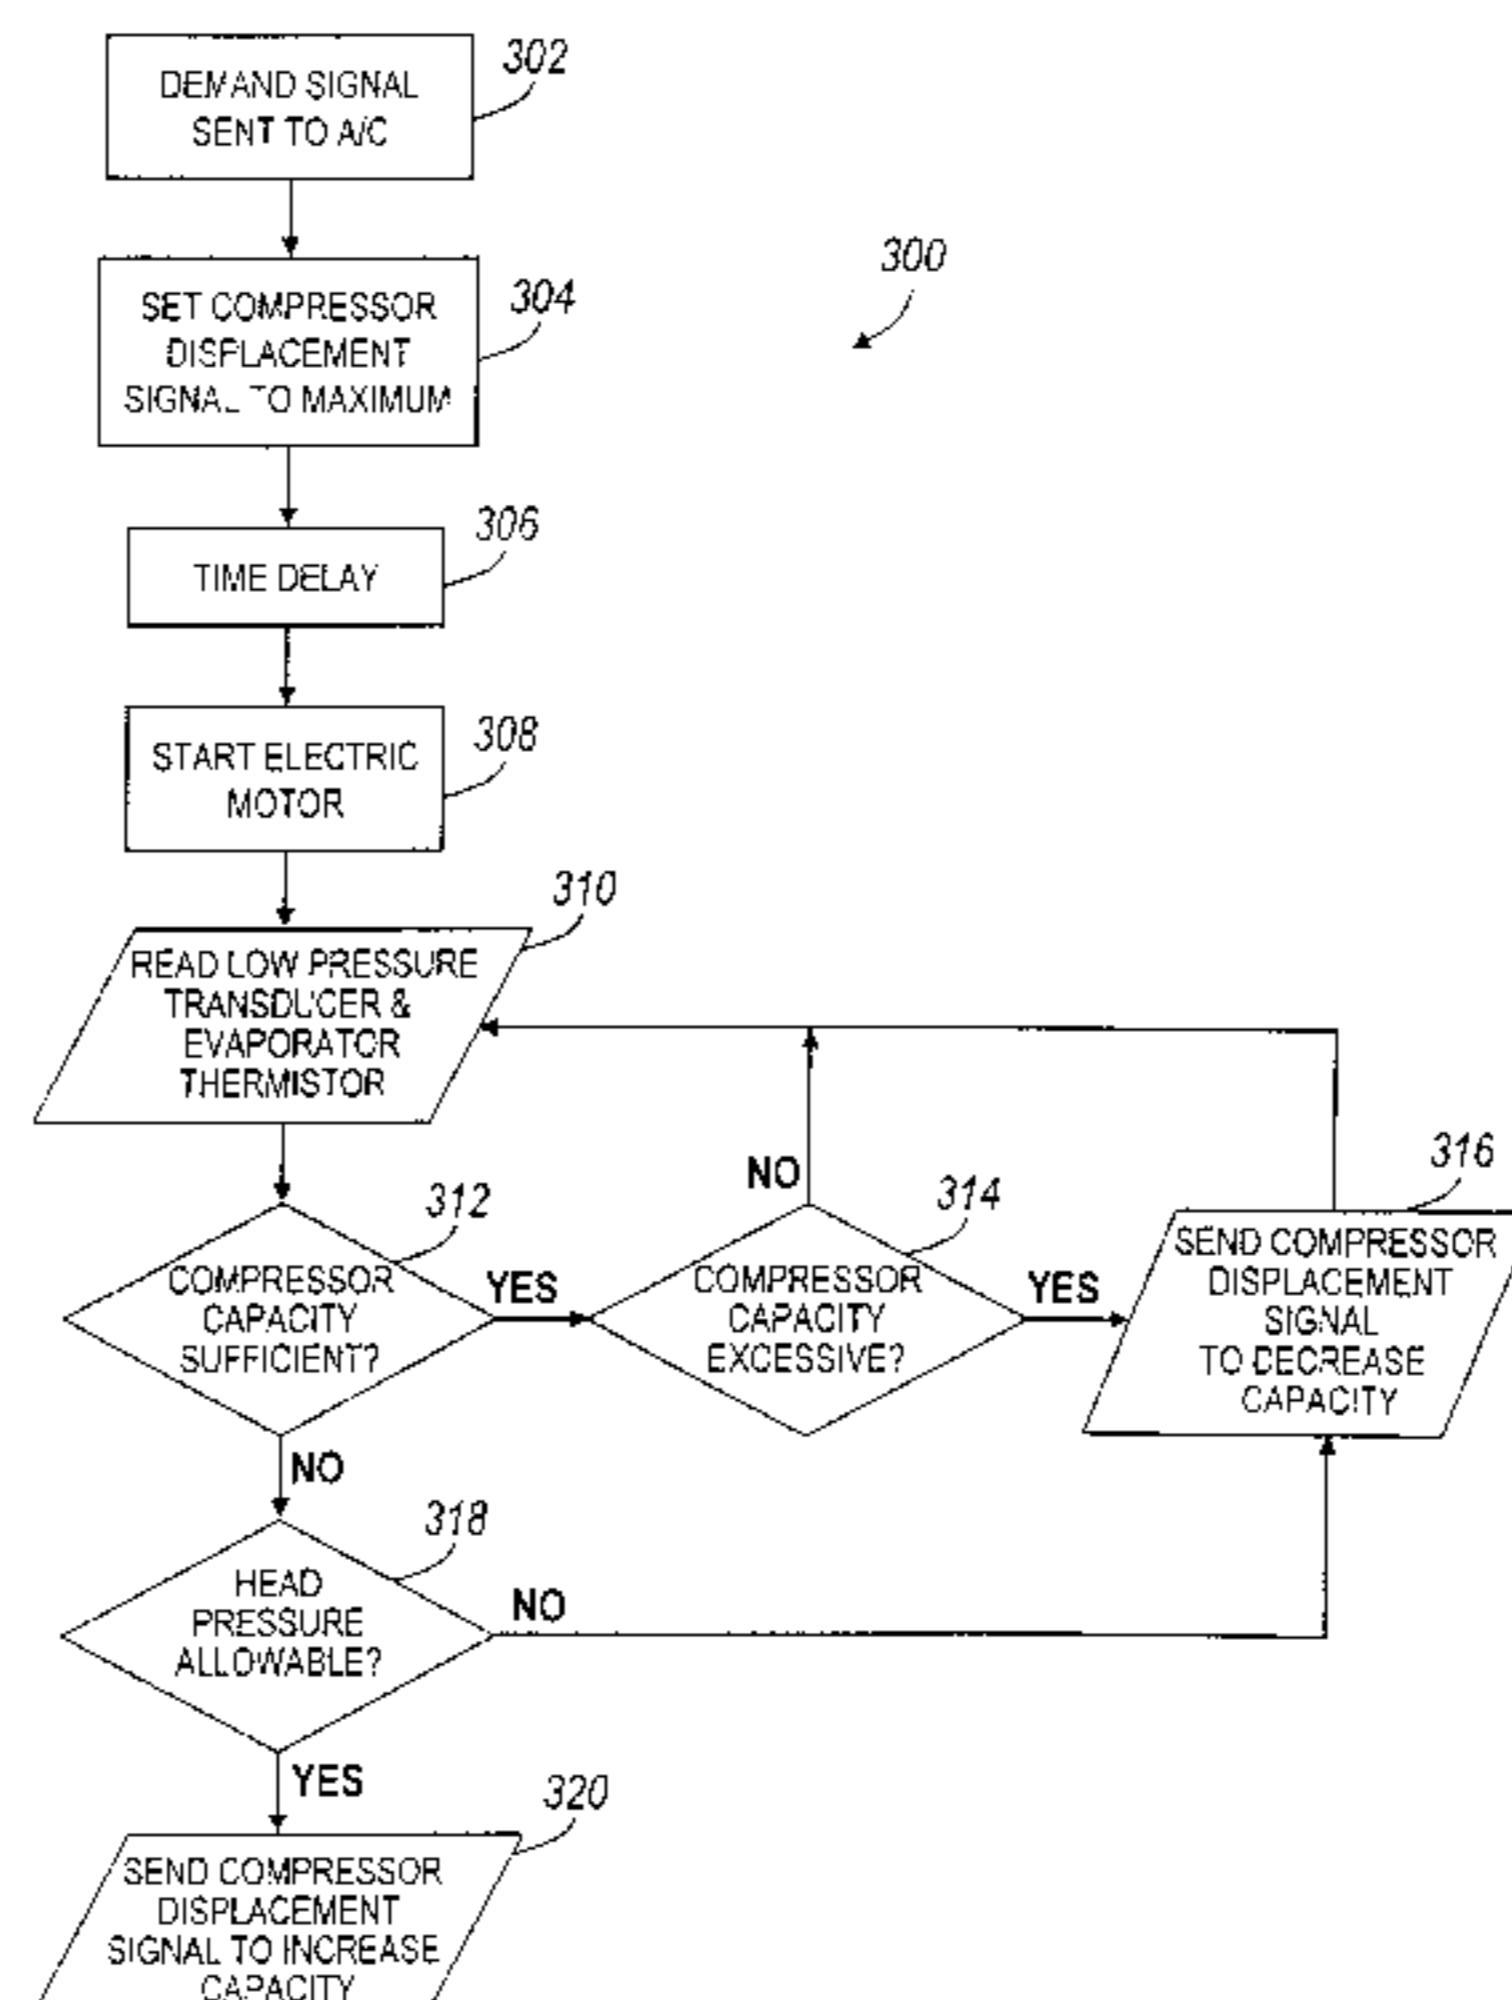 302
DEMAND SIGNAL
SENT TO A/C
300
304
SET COMPRESSOR
DISPLACEMENT
SIGNAL TO MAXIMUM
306
TIME DELAY
308
START ELECTRIC
MOTOR
310
READ LOW PRESSURE
TRANSDUCER &
EVAPORATOR
THERMISTOR
312
COMPRESSOR
CAPACITY
SUFFICIENT?
YES
NO
314
COMPRESSOR
CAPACITY
EXCESSIVE?
YES
316
SEND COMPRESSOR
DISPLACEMENT
SIGNAL
TO DECREASE
CAPACITY
NO
318
HEAD
PRESSURE
ALLOWABLE?
NO
YES
320
SEND COMPRESSOR
DISPLACEMENT
SIGNAL TO INCREASE
CAPACITY